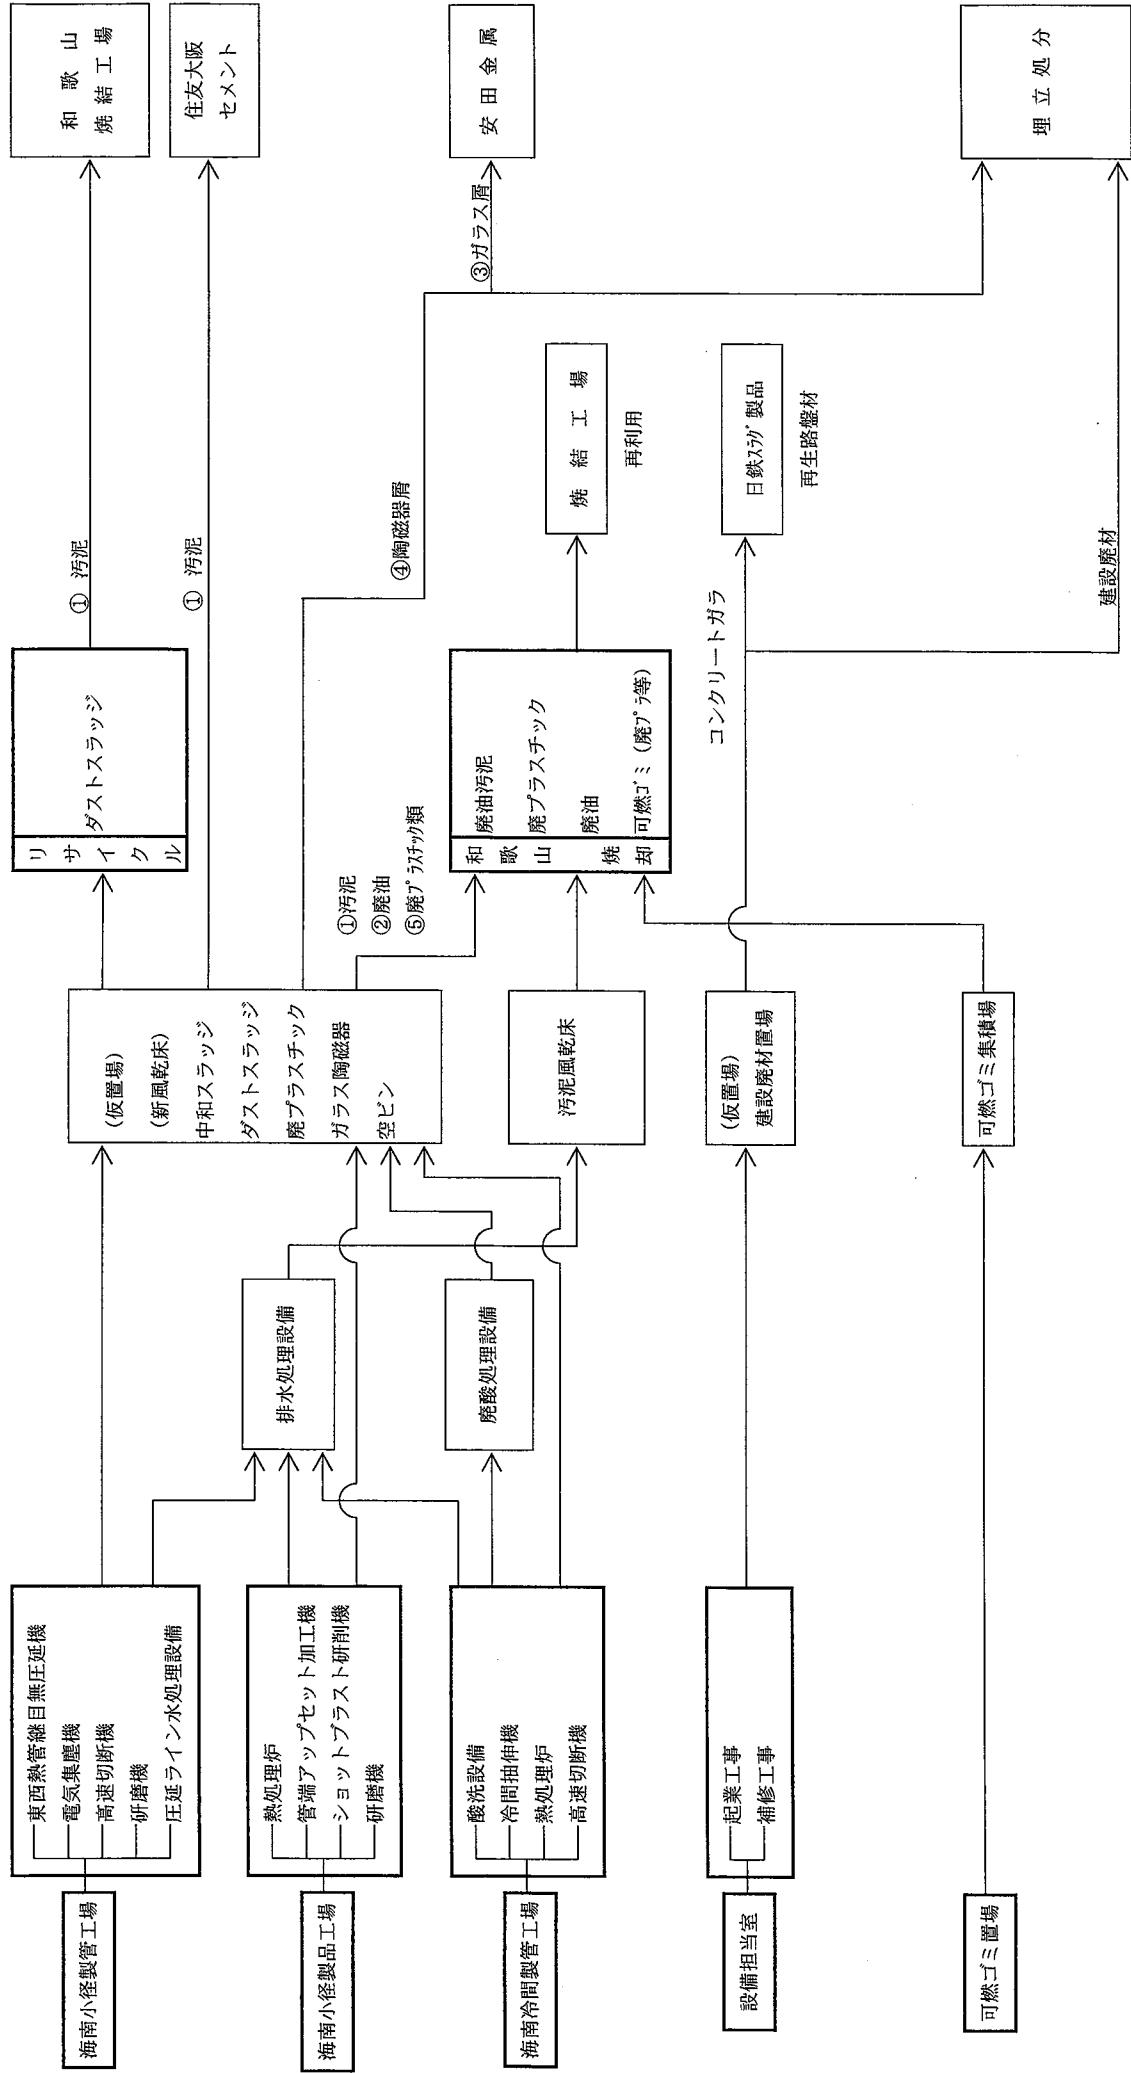 海南小径製管工場
東西熱管継目無圧延機
電気集塵機
高速切断機
研磨機
圧延ライン水処理設備
海南小径製品工場
熱処理炉
管端アップセット加工機
ショットブラスト研削機
研磨機
海南冷間製管工場
酸洗設備
冷間抽伸機
熱処理炉
高速切断機
設備担当室
起業工事
補修工事
可燃ゴミ置場
排水処理設備
廃酸処理設備
(仮置場)
(新風乾床)
中和スラッジ
ダストスラッジ
廃プラスチック
ガラス陶磁器
空ビン
汚泥風乾床
(仮置場)
建設廃材置場
可燃ゴミ集積場
リサイクル
ダストスラッジ
①汚泥
②廃油
⑤廃プラスチック類
和歌山 焼却
廃油汚泥
廃プラスチック
廃油
可燃ゴミ(廃プラ等)
① 汚泥
① 汚泥
④陶磁器屑
コンクリートガラ
建設廃材
焼結工場
再利用
日鉄スラグ製品
再生路盤材
③ガラス屑
和歌山
焼結工場
住友大阪
セメント
安田金属
埋立処分